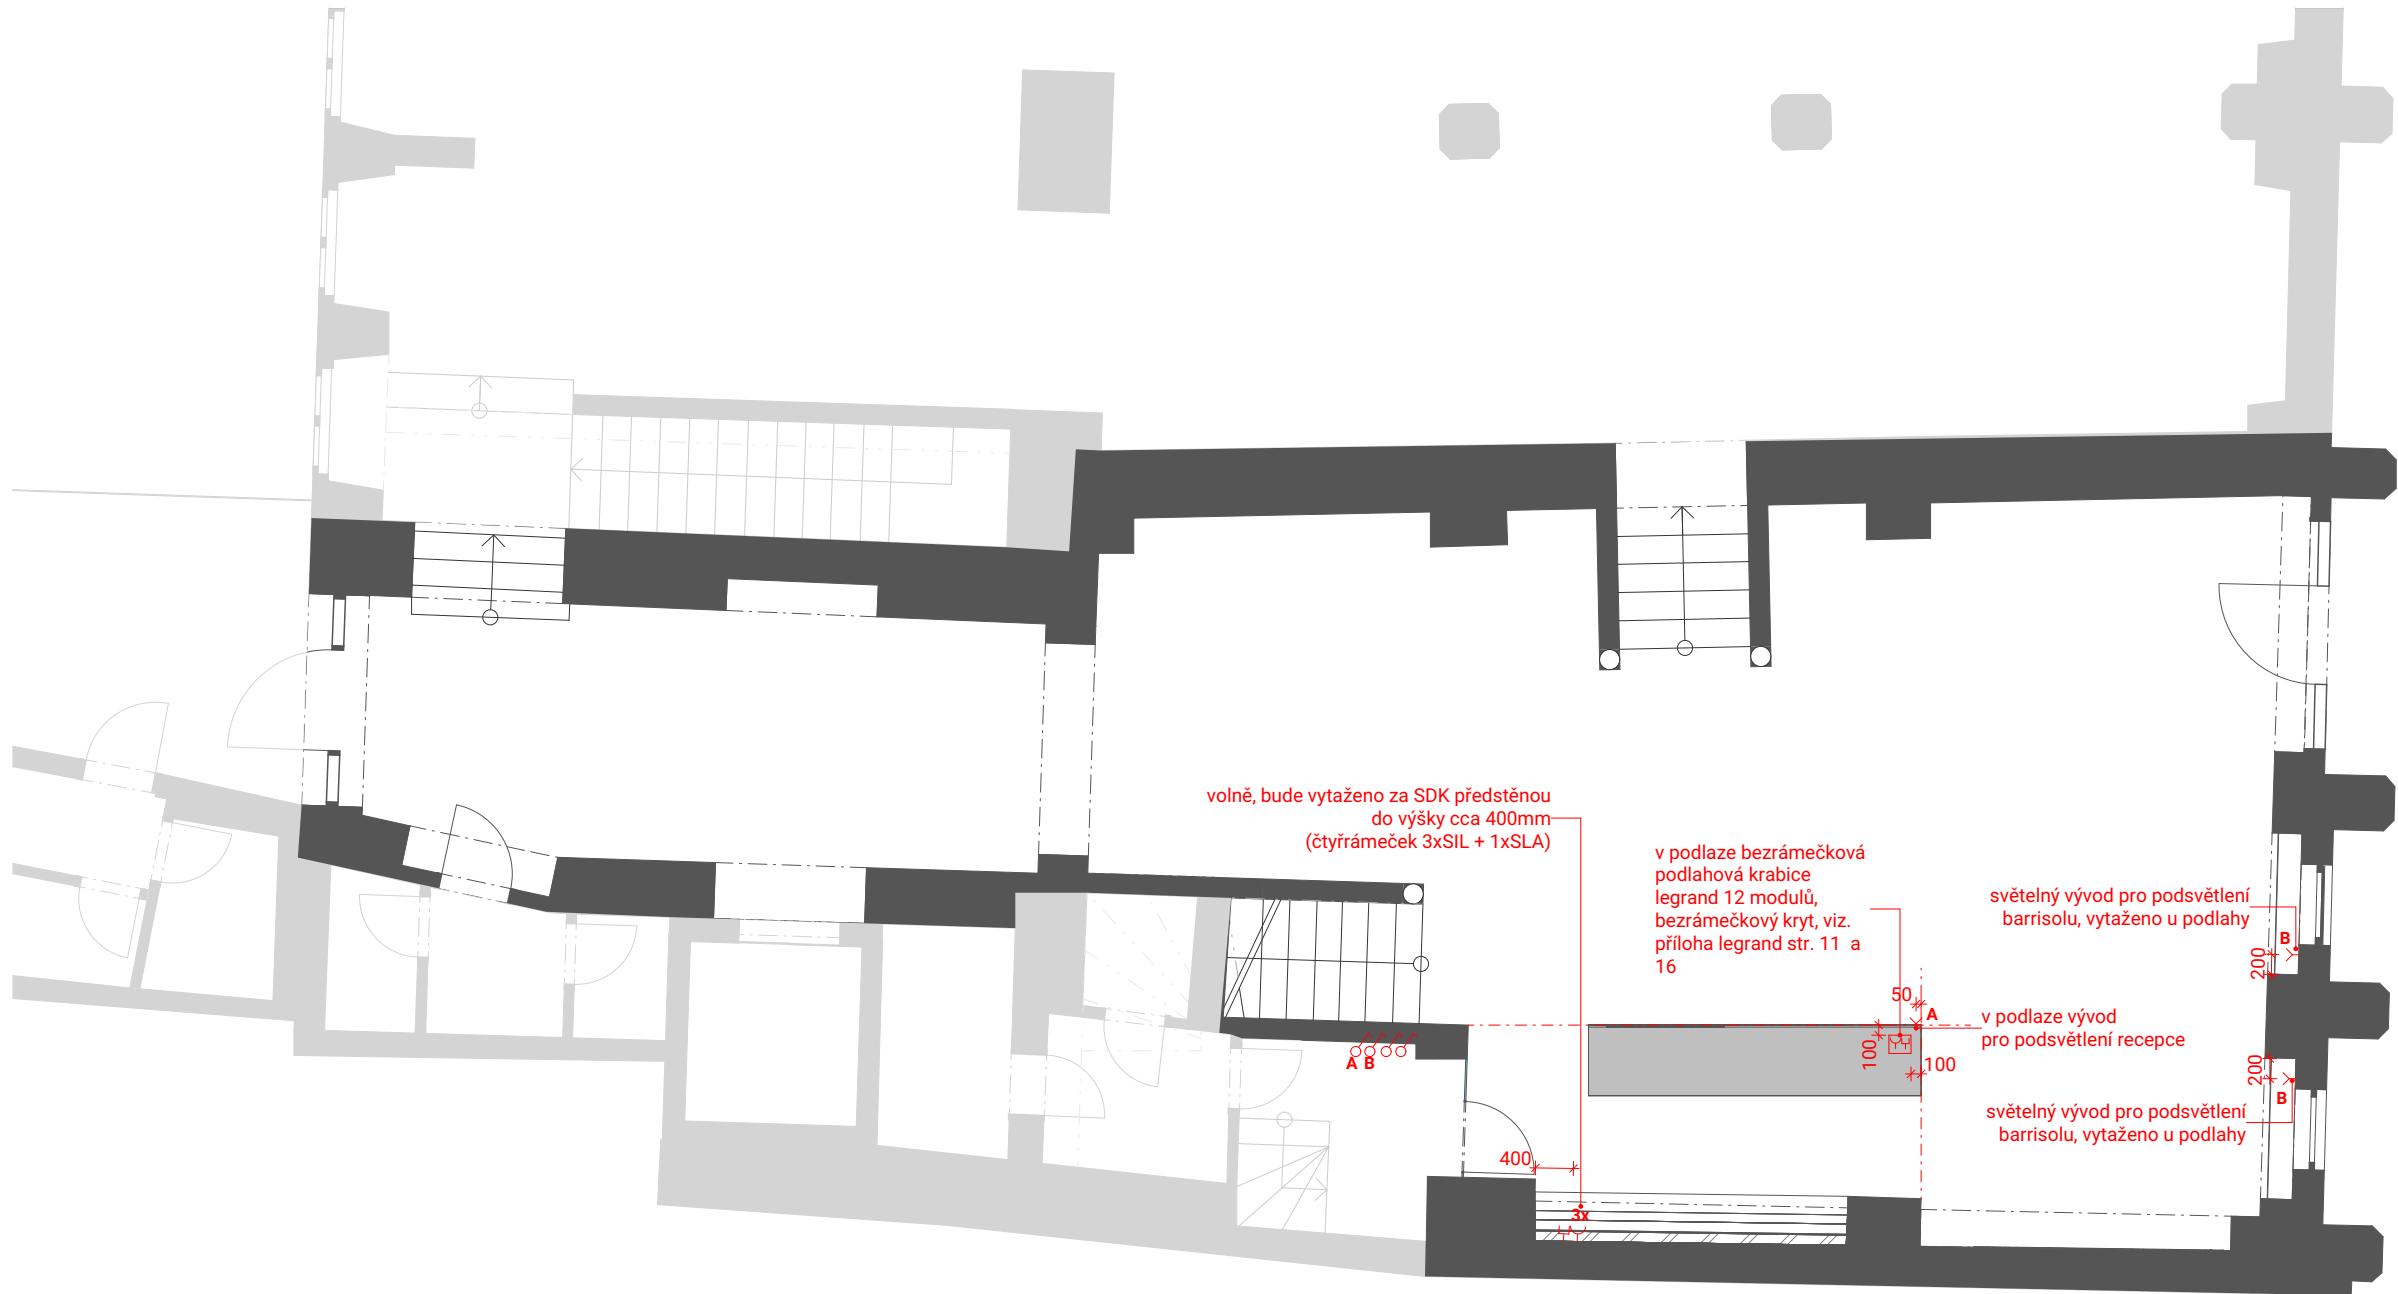 volně, bude vytaženo za SDK předstěnou
do výšky cca 400mm
(čtyřrámeček 3xSIL + 1xSLA)
v podlaze bezrámečková
podlahová krabice
legrand 12 modulů,
bezrámečkový kryt, viz.
příloha legrand str. 11 a
16
světelný vývod pro podsvětlení
barrisolu, vytaženo u podlahy
B
200
50
A
v podlaze vývod
pro podsvětlení recepce
100
100
A B
200
B
světelný vývod pro podsvětlení
barrisolu, vytaženo u podlahy
400
3x